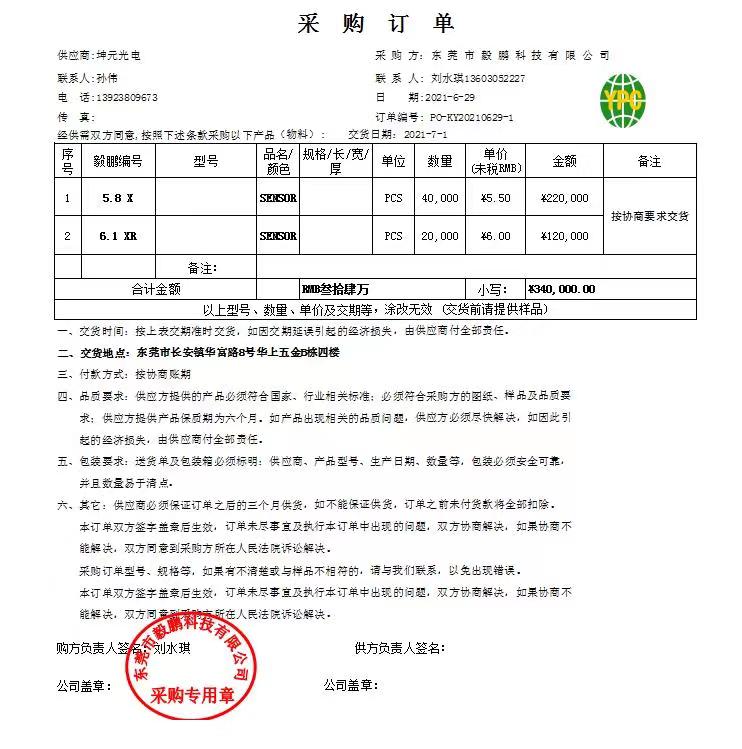 采 购 订 单
供应商:坤元光电 采 购 方: 东 莞 市 毅 鹏 科 技 有 限 公 司
联系人:孙伟 联 系 人: 刘水琪13603052227
电 话:13923809673 日 期:2021-6-29
传 真: 订单编号: PO-KY20210629-1
YPC
经供需双方同意,按照下述条款采购以下产品（物料）: 交货日期: 2021-7-1
序号 毅鹏编号 型号 品名/颜色 规格/长/宽/厚 单位 数量 单价(未税RMB) 金额 备注
1 5.8 X SENSOR PCS 40,000 ¥5.50 ¥220,000 按协商要求交货
2 6.1 XR SENSOR PCS 20,000 ¥6.00 ¥120,000
备注:
合计金额 RMB叁拾肆万 小写: ¥340,000.00
以上型号、数量、单价及交期等，涂改无效（交货前请提供样品）
一、交货时间: 按上表交期准时交货，如因交期延误引起的经济损失，由供应商付全部责任。
二、交货地点: 东莞市长安镇华富路8号华上五金B栋四楼
三、付款方式: 按协商账期
四、品质要求: 供应方提供的产品必须符合国家、行业相关标准; 必须符合采购方的图纸、样品及品质要
求; 供应方提供产品保质期为六个月。如产品出现相关的品质问题，供应方必须尽快解决，如因此引
起的经济损失，由供应商付全部责任。
五、包装要求: 送货单及包装箱必须标明: 供应商、产品型号、生产日期、数量等，包装必须安全可靠，
并且数量易于清点。
六、其它: 供应商必须保证订单之后的三个月供货，如不能保证供货，订单之前未付货款将全部扣除。
本订单双方签字盖章后生效，订单未尽事宜及执行本订单中出现的问题，双方协商解决，如果协商不
能解决，双方同意到采购方所在人民法院诉讼解决。
采购订单型号、规格等，如果有不清楚或与样品不相符的，请与我们联系，以免出现错误。
本订单双方签字盖章后生效，订单未尽事宜及执行本订单中出现的问题，双方协商解决，如果协商不
能解决，双方同意到采购方所在人民法院诉讼解决。
购方负责人签名:刘水琪 供方负责人签名:
公司盖章: 公司盖章:
东莞市毅鹏科技有限公司
采购专用章